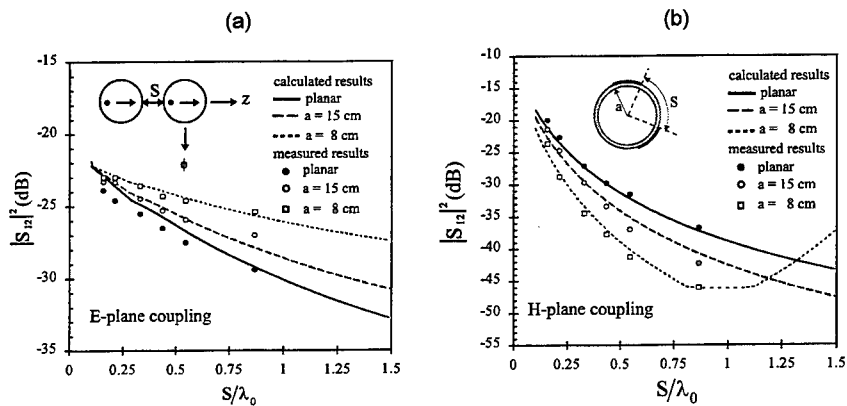 (a)
-15
-20
-25
-30
-35
|S₁₂|² (dB)
S
z
calculated results
planar
a = 15 cm
a = 8 cm
measured results
planar
a = 15 cm
a = 8 cm
E-plane coupling
0 0.25 0.5 0.75 1 1.25 1.5
S/λ₀
(b)
-10
-15
-20
-25
-30
-35
-40
-45
-50
-55
|S₁₂|² (dB)
a
S
calculated results
planar
a = 15 cm
a = 8 cm
measured results
planar
a = 15 cm
a = 8 cm
H-plane coupling
0 0.25 0.5 0.75 1 1.25 1.5
S/λ₀